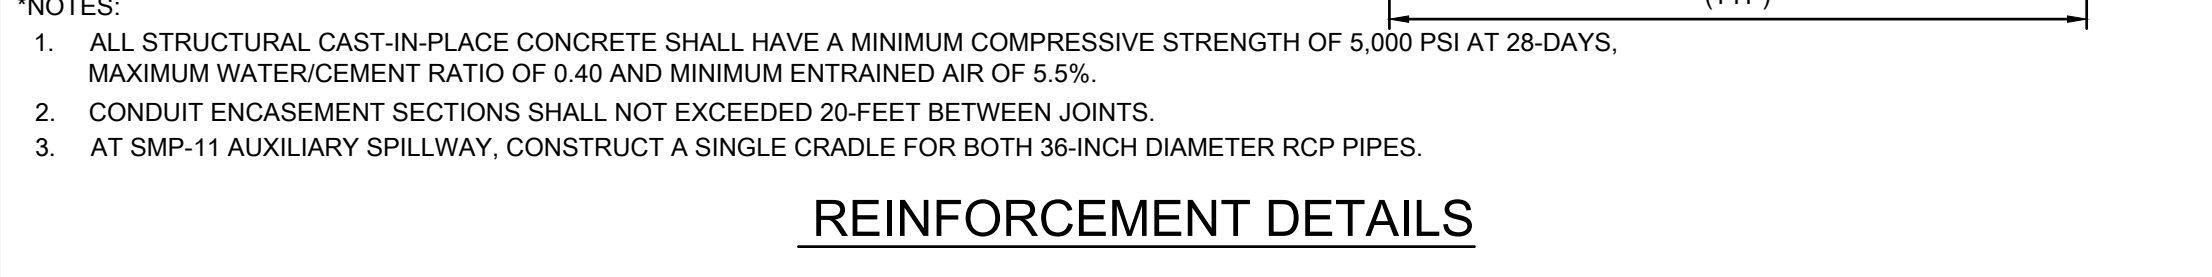 *NOTES:
(TYP)
1. ALL STRUCTURAL CAST-IN-PLACE CONCRETE SHALL HAVE A MINIMUM COMPRESSIVE STRENGTH OF 5,000 PSI AT 28-DAYS,
MAXIMUM WATER/CEMENT RATIO OF 0.40 AND MINIMUM ENTRAINED AIR OF 5.5%.
2. CONDUIT ENCASEMENT SECTIONS SHALL NOT EXCEEDED 20-FEET BETWEEN JOINTS.
3. AT SMP-11 AUXILIARY SPILLWAY, CONSTRUCT A SINGLE CRADLE FOR BOTH 36-INCH DIAMETER RCP PIPES.
REINFORCEMENT DETAILS